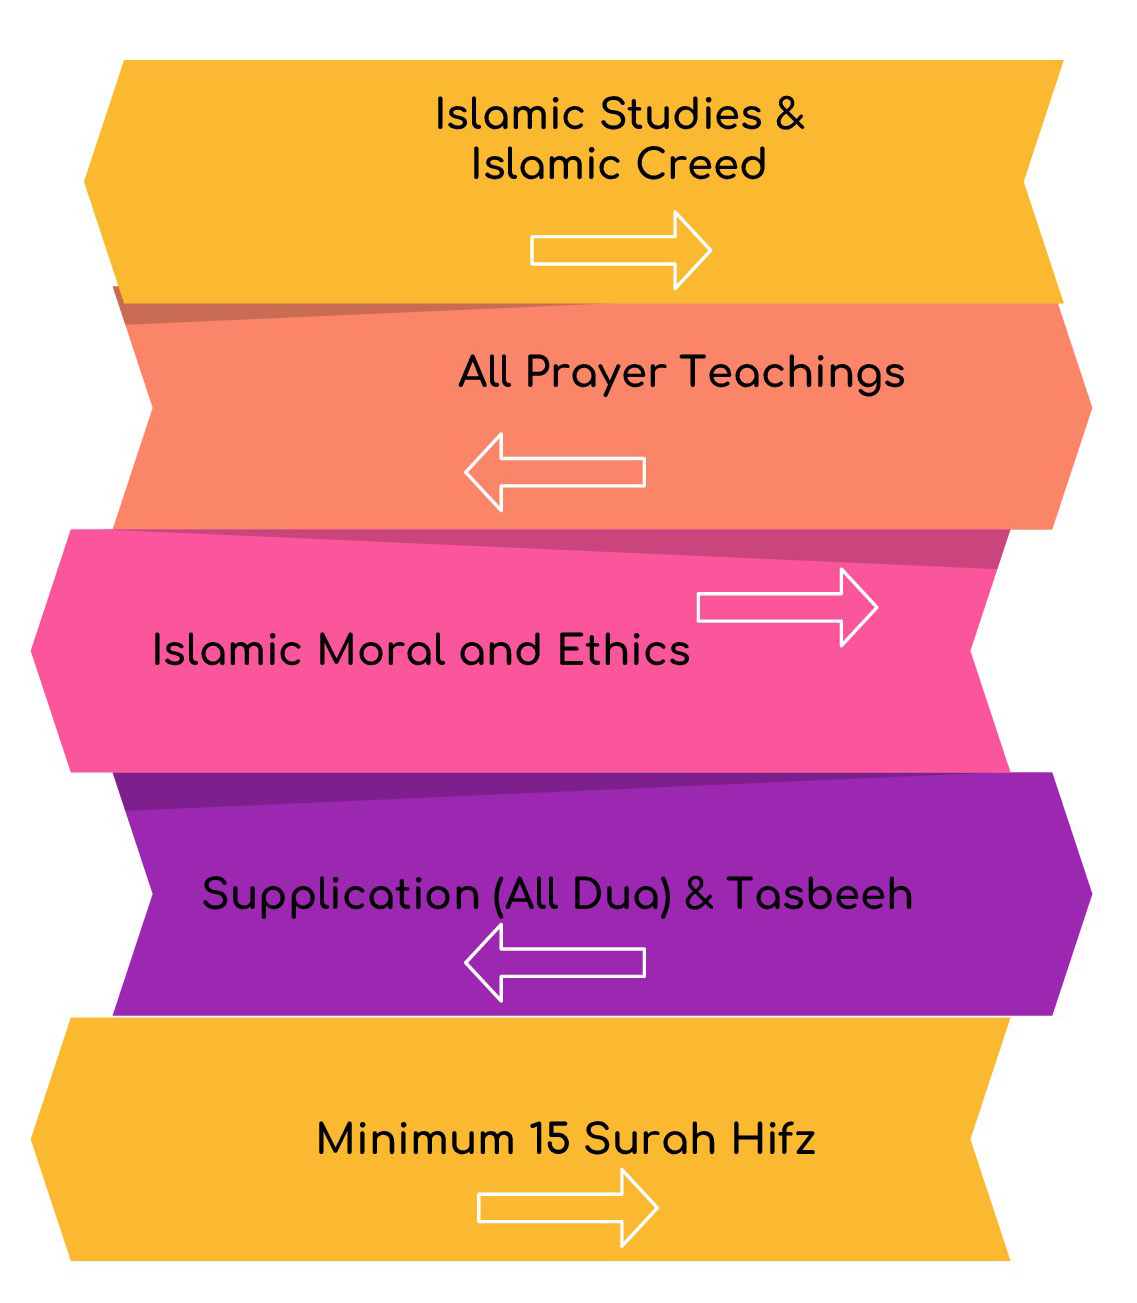 Islamic Studies &
Islamic Creed
All Prayer Teachings
Islamic Moral and Ethics
Supplication (All Dua) & Tasbeeh
Minimum 15 Surah Hifz